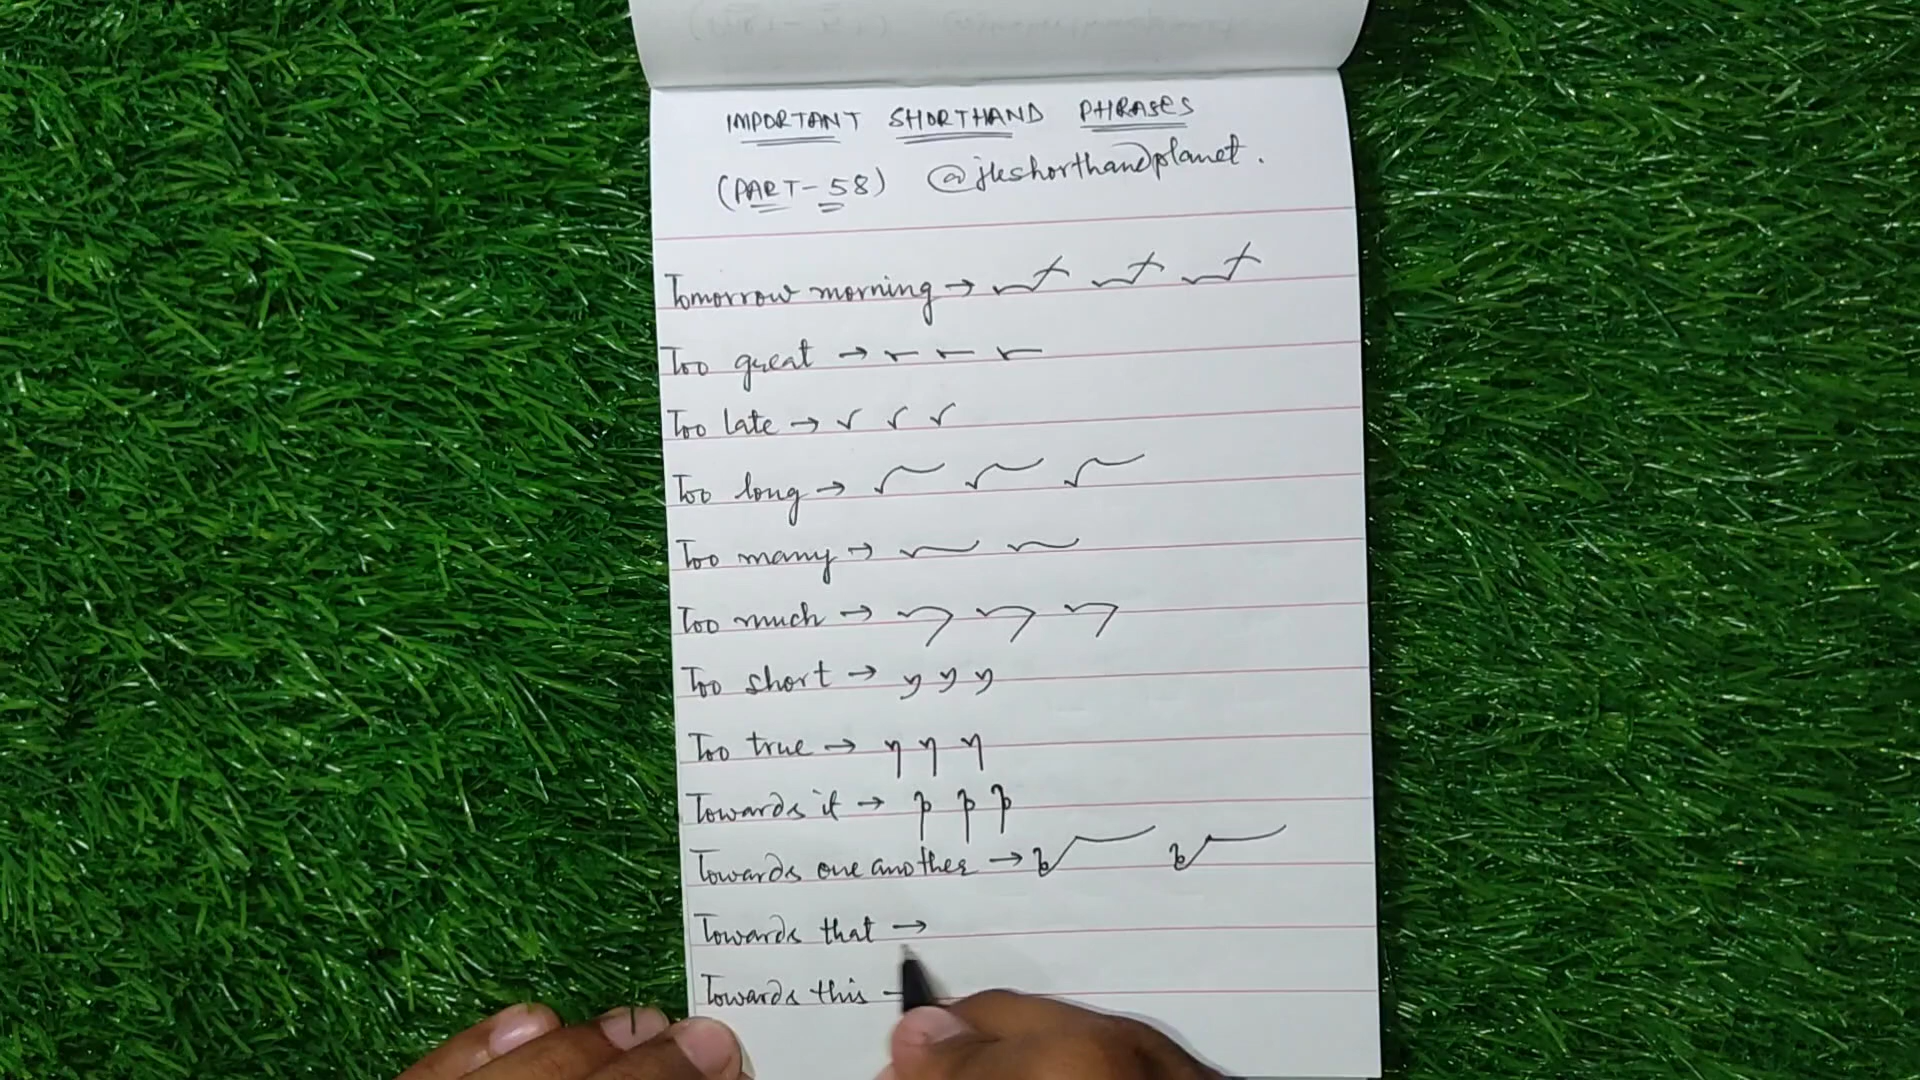 IMPORTANT SHORTHAND PHRASES
(PART-58) @jkshorthandplanet.
Tomorrow morning →
Too great →
Too late →
Too long →
Too many →
Too much →
Too short →
Too true →
Towards it →
Towards one another →
Towards that →
Towards this